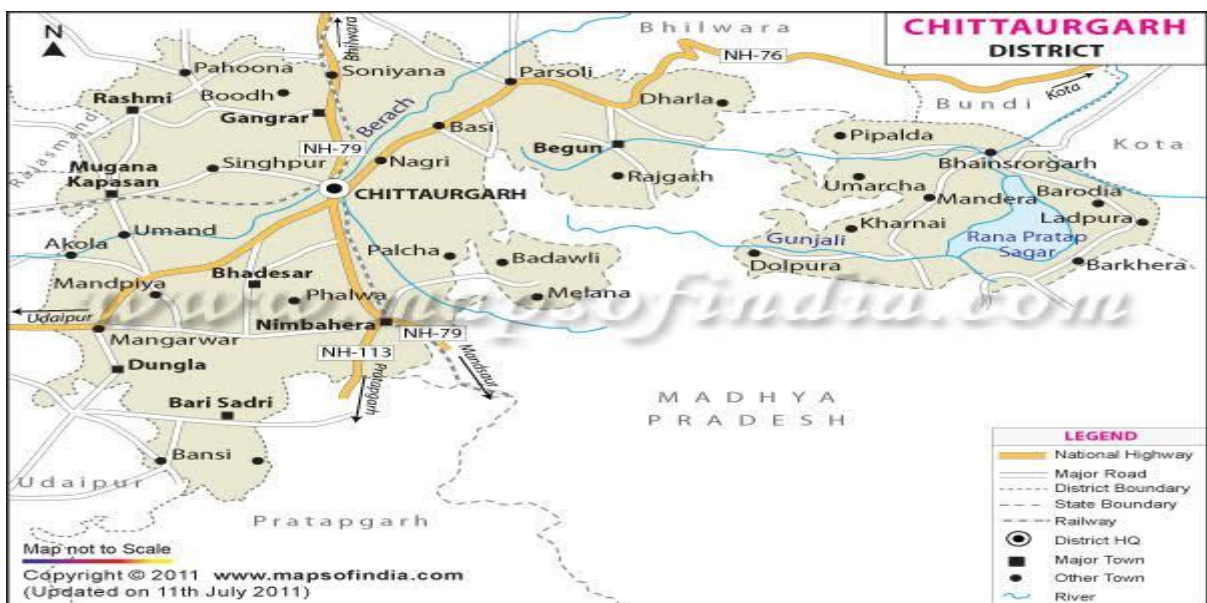 CHITTAURGARH
DISTRICT
N
Bhilwara
Bhilwara
NH-76
Kota
Bundi
Kota
Pahoona
Soniyana
Parsoli
Boodh
Dharla
Rashmi
Gangrar
Berach
Basi
Pipalda
Rajasmand
NH-79
Begun
Bhainsrorgarh
Mugana
Kapasan
Singhpur
Nagri
Rajgarh
Umarcha
Mandera
Barodia
CHITTAURGARH
Ladpura
Kharnai
Umand
Akola
Palcha
Badawli
Gunjali
Rana Pratap
Sagar
Dolpura
Barkhera
Bhadesar
Mandpiya
Phalwa
Melana
www.mapsofindia.com
Udaipur
Nimbahera
NH-79
Mangarwar
NH-113
Mandsaur
Dungla
Pratapgarh
MADHYA
PRADESH
Bari Sadri
Bansi
Udaipur
Pratapgarh
LEGEND
National Highway
Major Road
District Boundary
State Boundary
Railway
District HQ
Major Town
Other Town
River
Map not to Scale
Copyright © 2011 www.mapsofindia.com
(Updated on 11th July 2011)